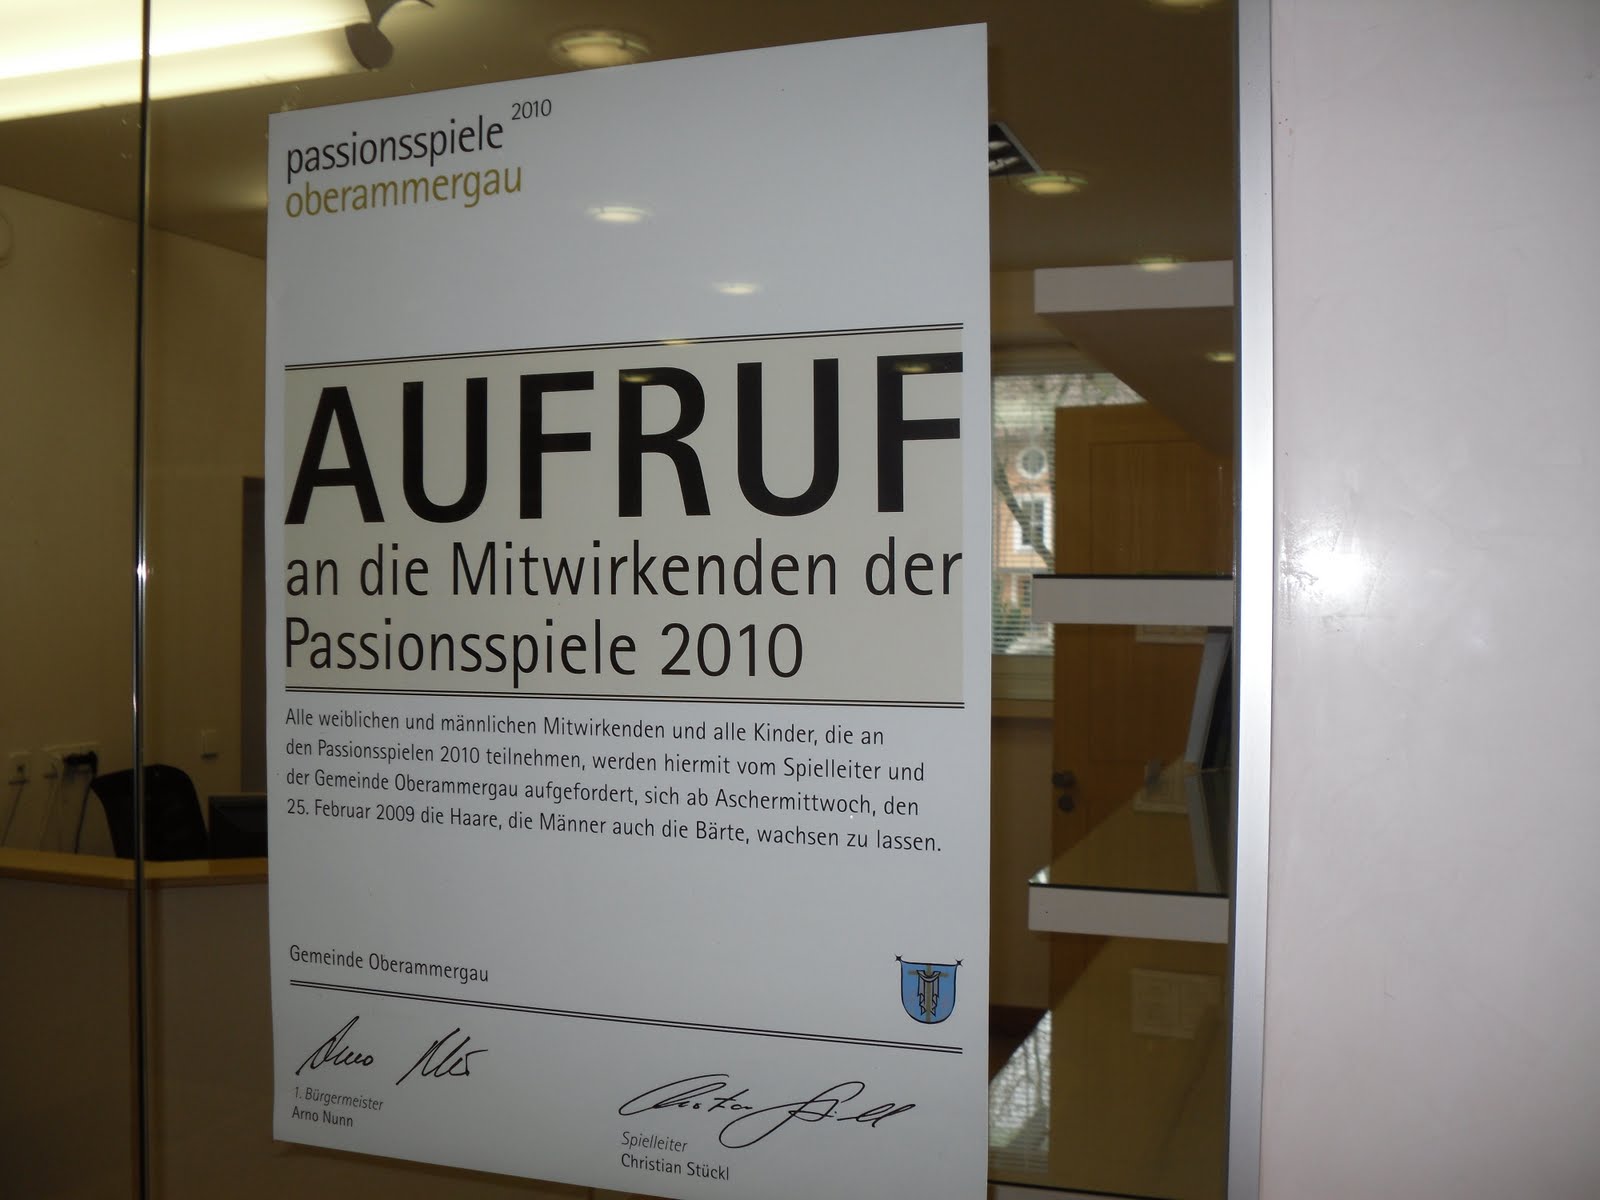 passionsspiele 2010
oberammergau
AUFRUF
an die Mitwirkenden der
Passionsspiele 2010
Alle weiblichen und männlichen Mitwirkenden und alle Kinder, die an
den Passionsspielen 2010 teilnehmen, werden hiermit vom Spielleiter und
der Gemeinde Oberammergau aufgefordert, sich ab Aschermittwoch, den
25. Februar 2009 die Haare, die Männer auch die Bärte, wachsen zu lassen.
Gemeinde Oberammergau
1. Bürgermeister
Arno Nunn
Spielleiter
Christian Stückl